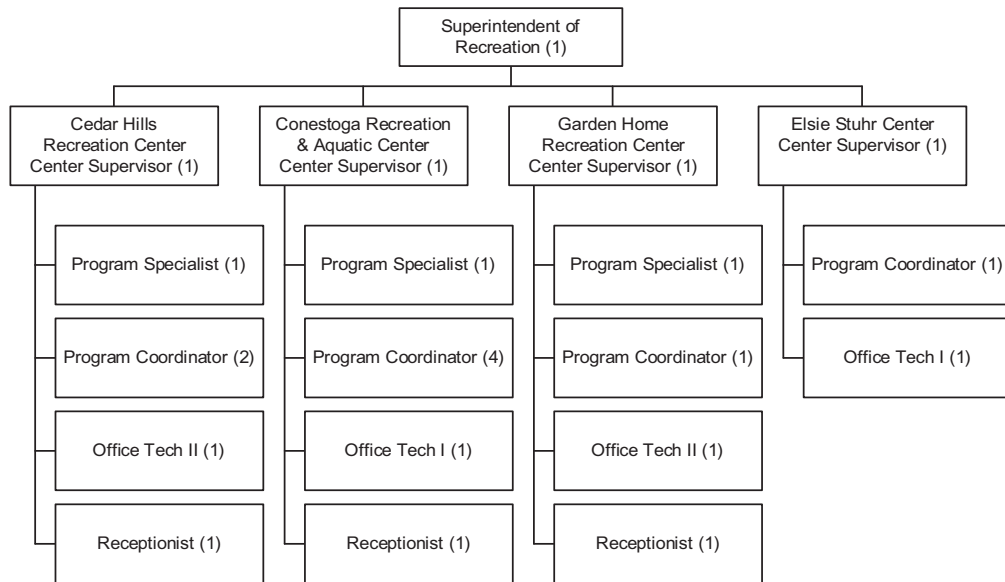 Superintendent of
Recreation (1)
Cedar Hills
Recreation Center
Center Supervisor (1)
Conestoga Recreation
& Aquatic Center
Center Supervisor (1)
Garden Home
Recreation Center
Center Supervisor (1)
Elsie Stuhr Center
Center Supervisor (1)
Program Specialist (1)
Program Coordinator (2)
Office Tech II (1)
Receptionist (1)
Program Specialist (1)
Program Coordinator (4)
Office Tech I (1)
Receptionist (1)
Program Specialist (1)
Program Coordinator (1)
Office Tech II (1)
Receptionist (1)
Program Coordinator (1)
Office Tech I (1)